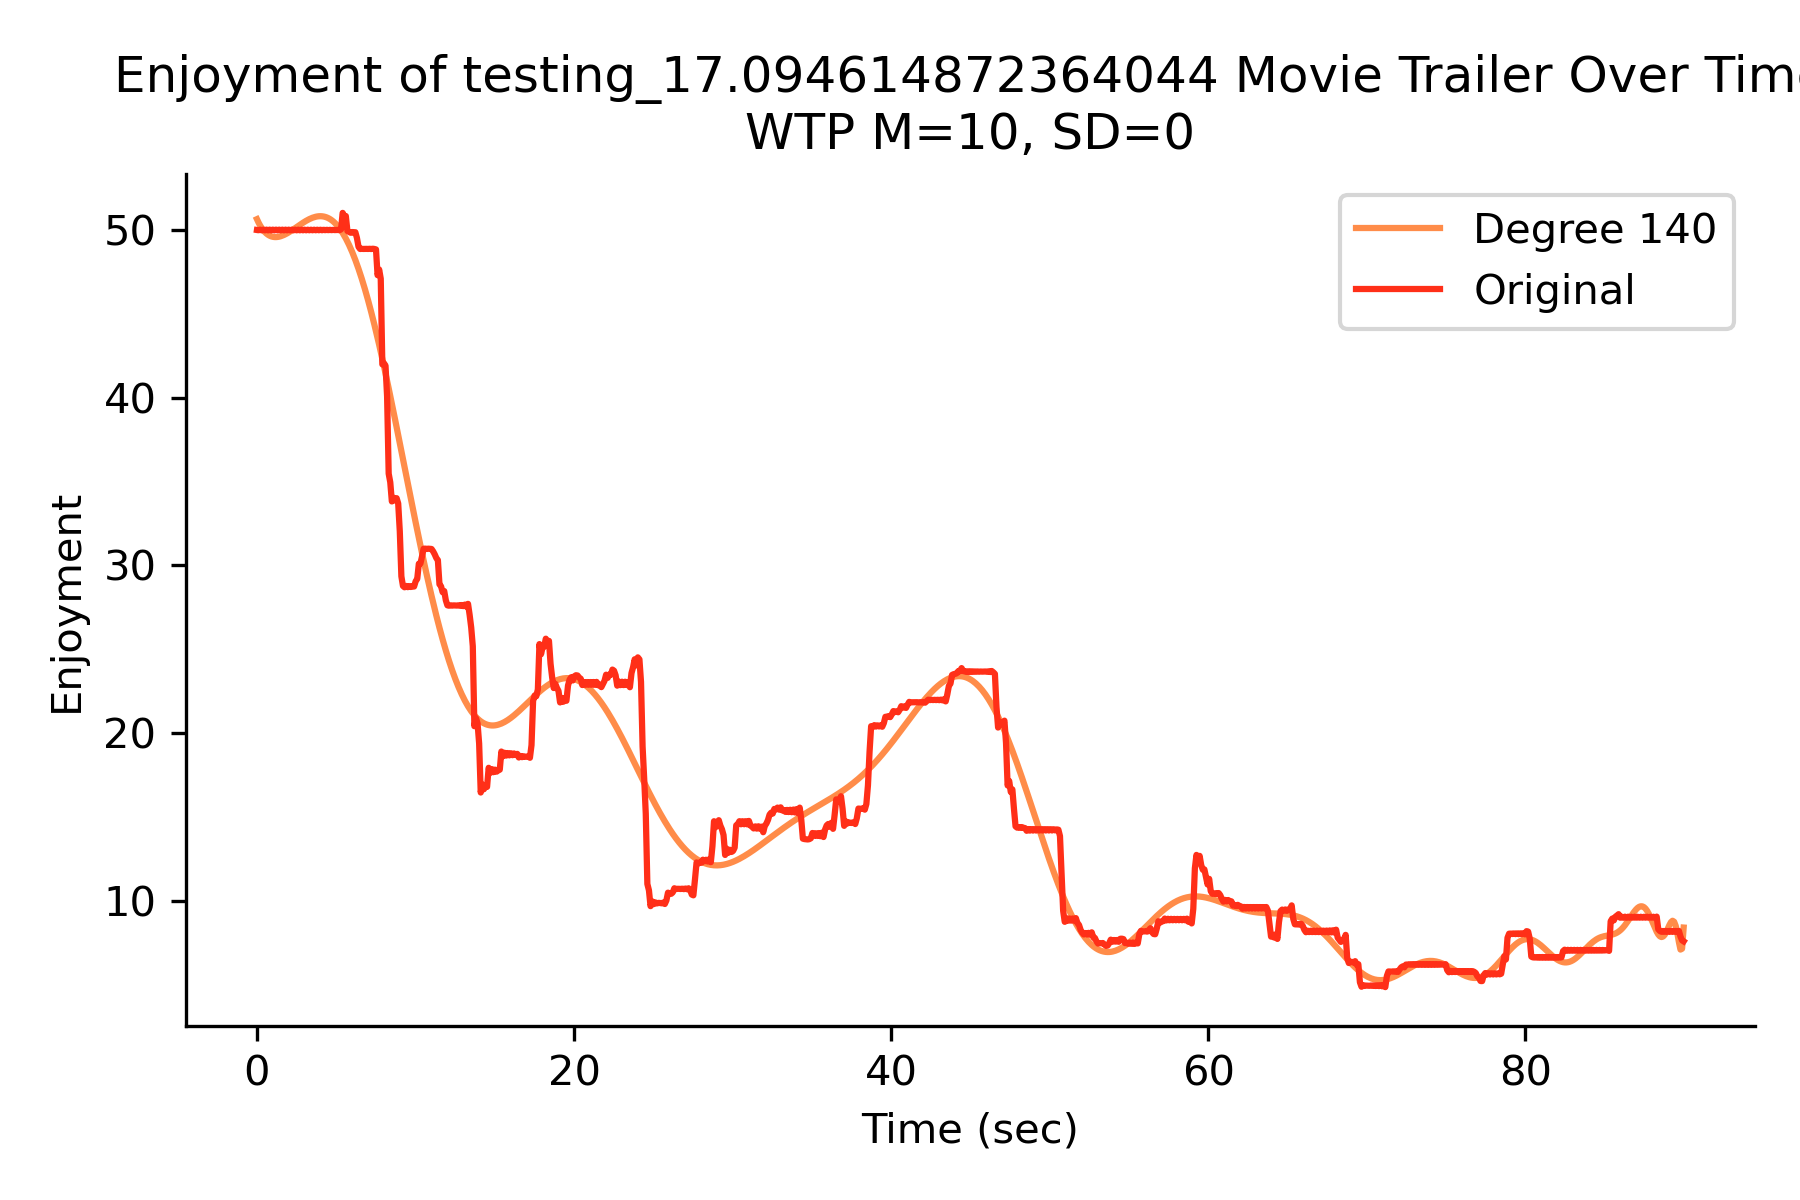 Enjoyment of testing_17.094614872364044 Movie Trailer Over Tim
WTP M=10, SD=0
Degree 140
Original
50
40
30
20
10
Enjoyment
0 20 40 60 80
Time (sec)